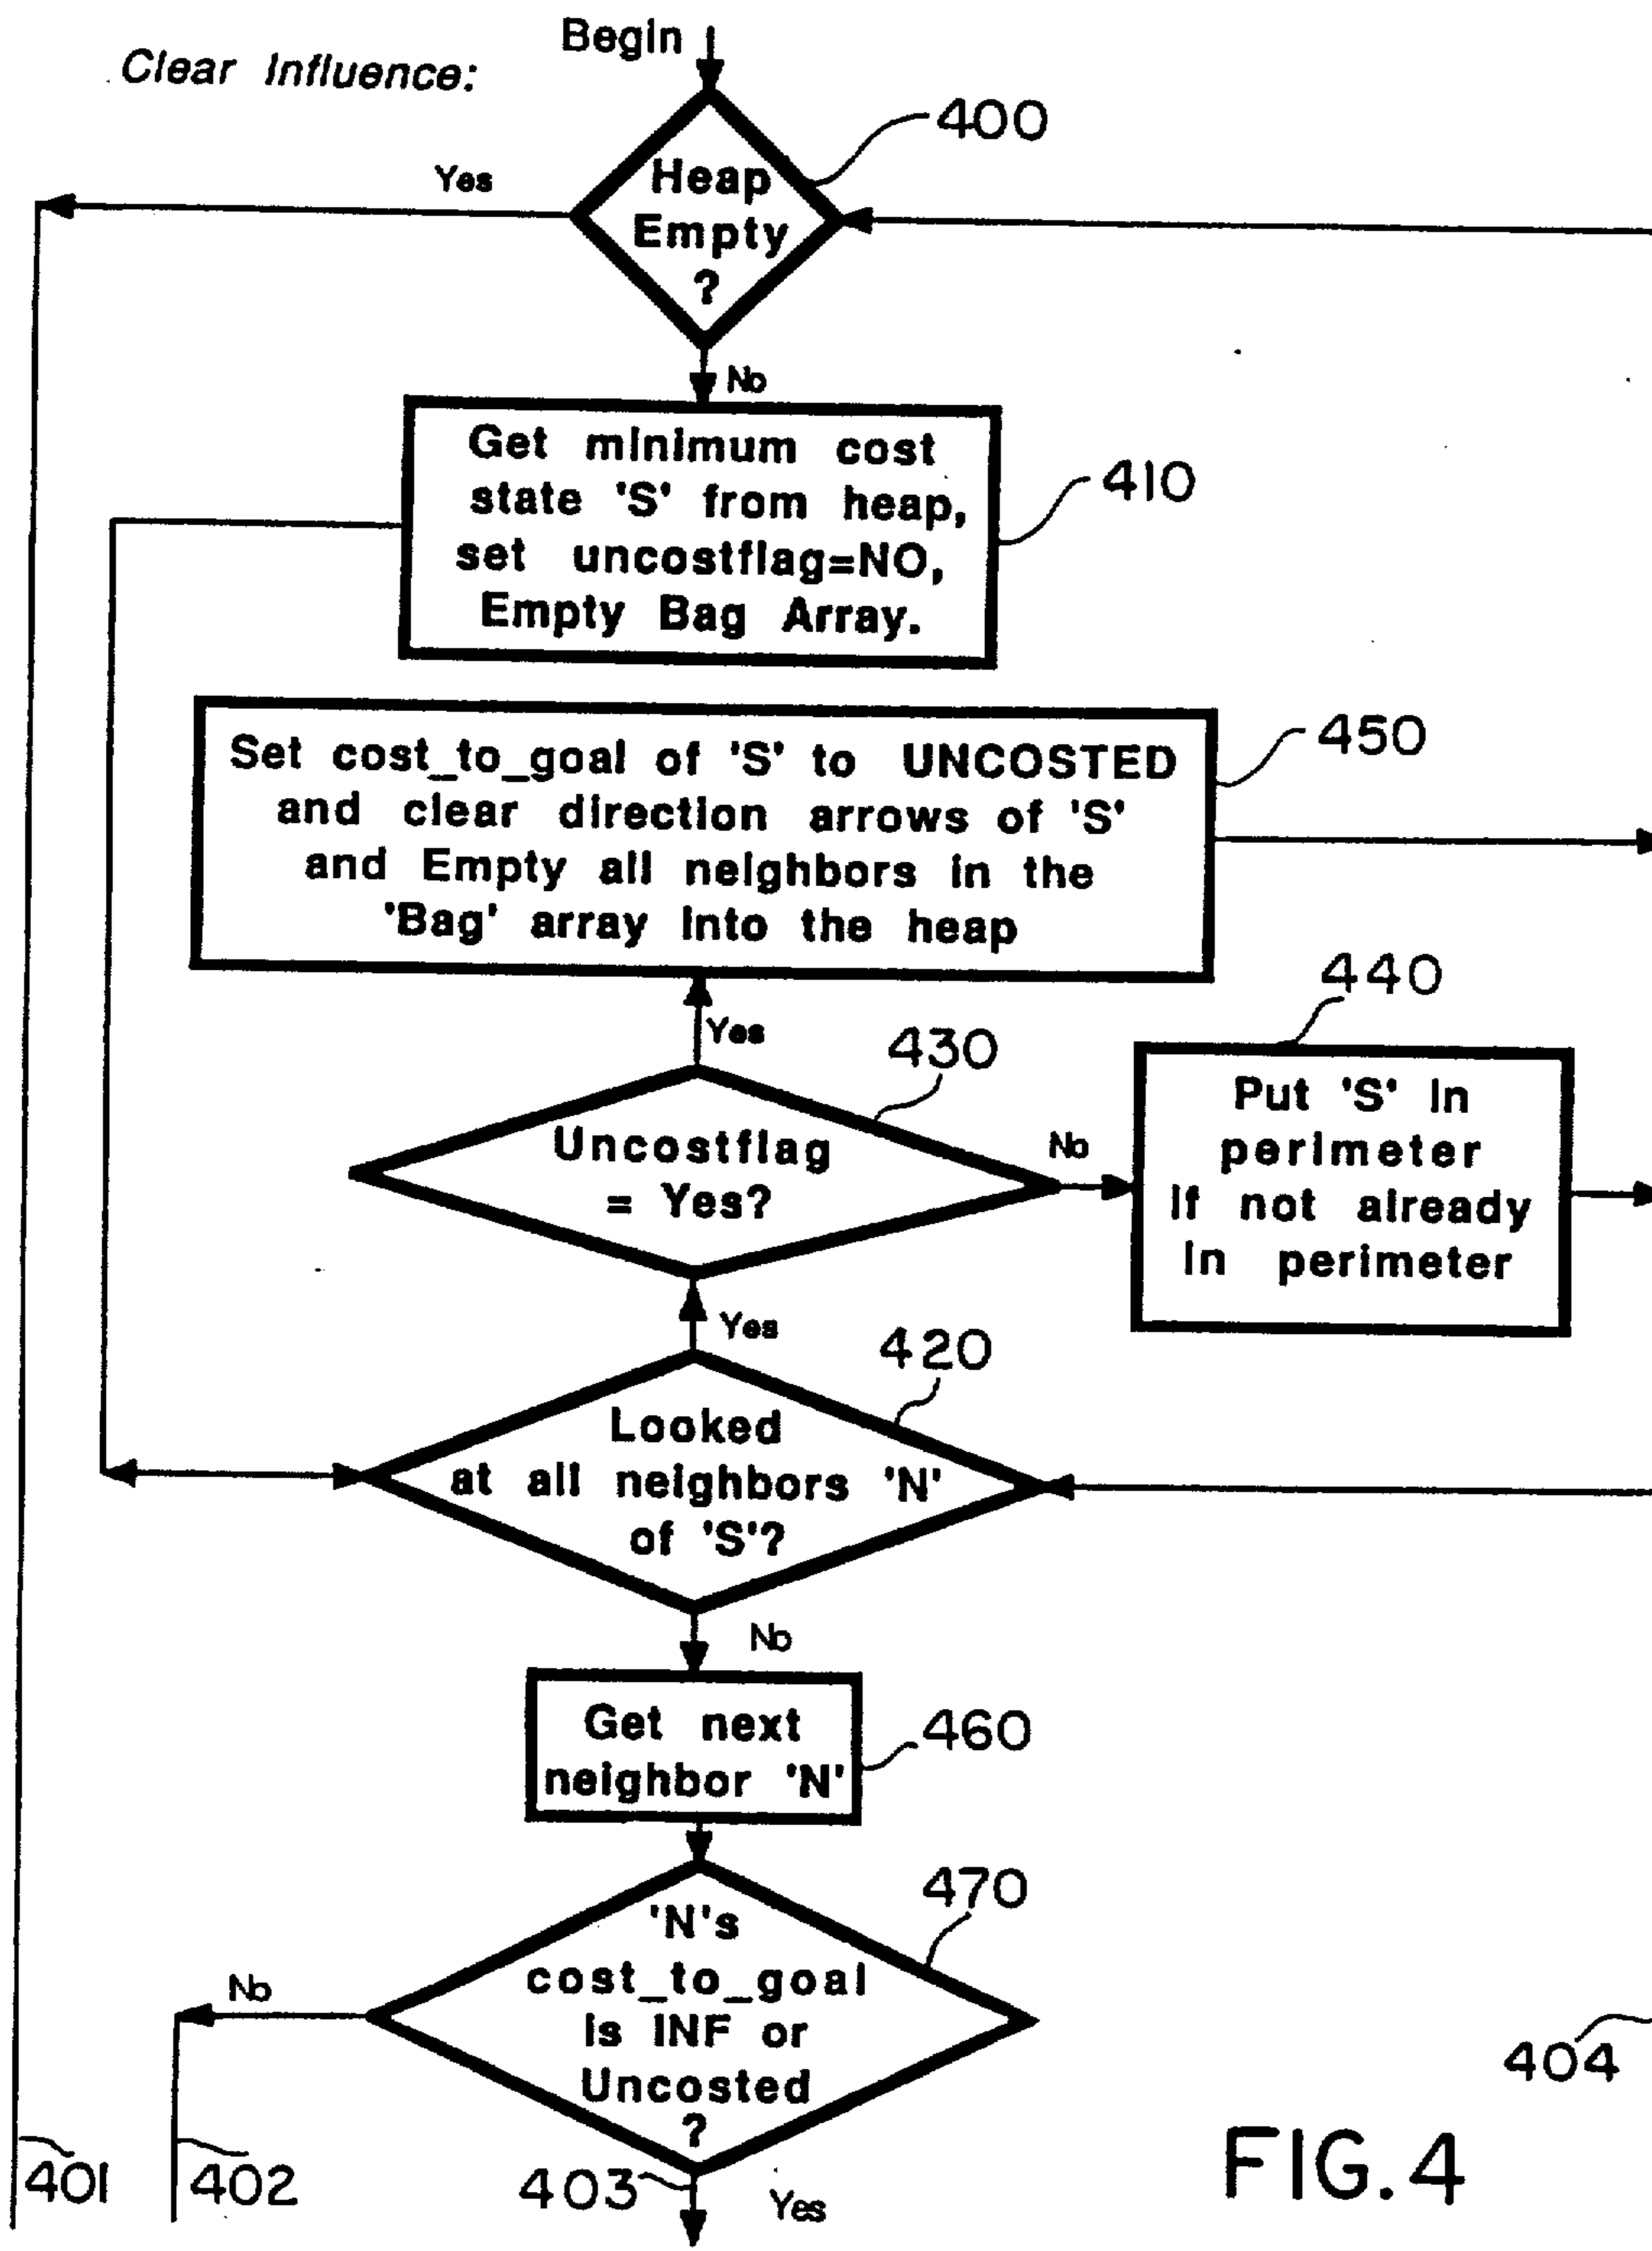 Begin
Clear Influence:
400
Yes
Heap
Empty
?
No
Get minimum cost
state 'S' from heap,
set uncostflag=NO,
Empty Bag Array.
410
Set cost_to_goal of 'S' to UNCOSTED
and clear direction arrows of 'S'
and Empty all neighbors in the
'Bag' array into the heap
450
Yes
430
Uncostflag
= Yes?
No
440
Put 'S' in
perimeter
If not already
in perimeter
Yes
420
Looked
at all neighbors 'N'
of 'S'?
No
Get next
neighbor 'N'
460
470
'N's
cost_to_goal
is INF or
Uncosted
?
No
401
402
403
Yes
404
FIG.4